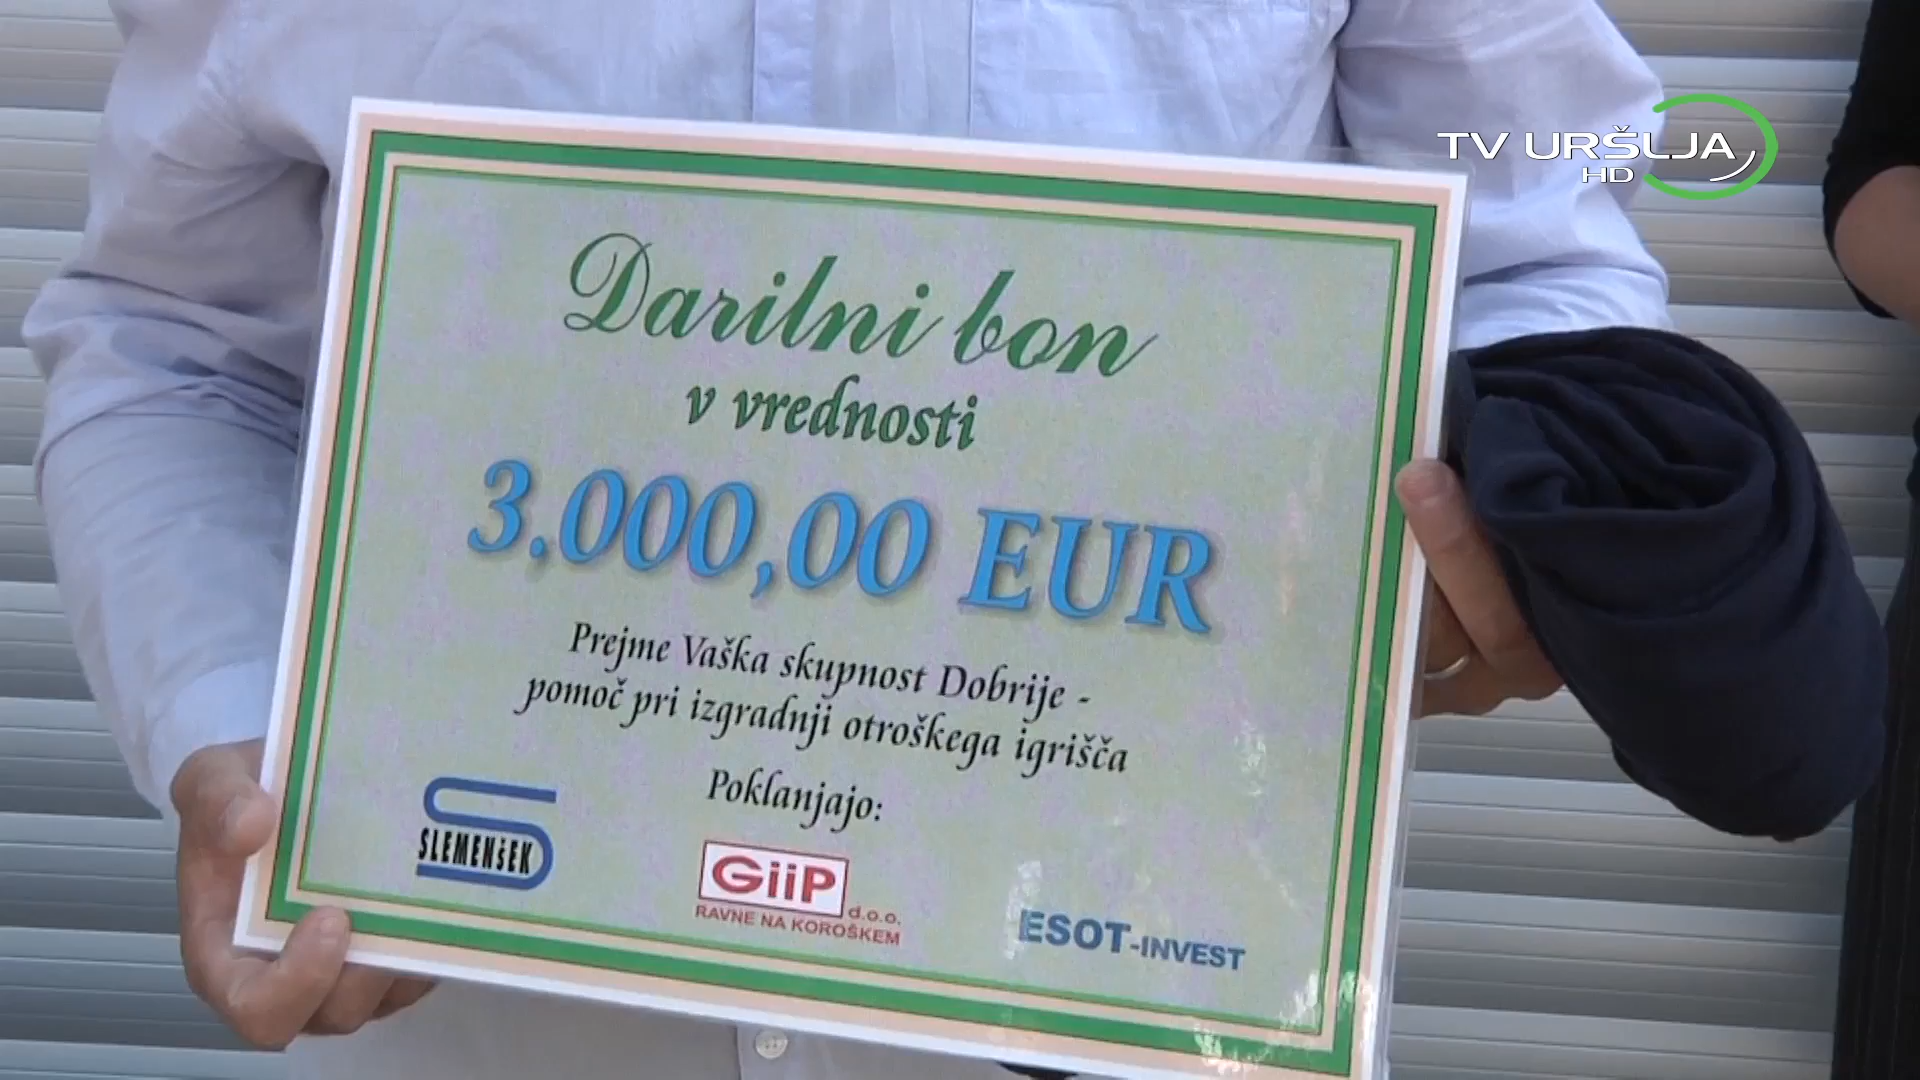 TV URŠLJA
HD
Darilni bon
v vrednosti
3.000,00 EUR
Prejme Vaška skupnost Dobrije -
pomoč pri izgradnji otroškega igrišča
Poklanjajo:
SLEMENŠEK
GiiP d.o.o.
RAVNE NA KOROŠKEM
ESOT-INVEST